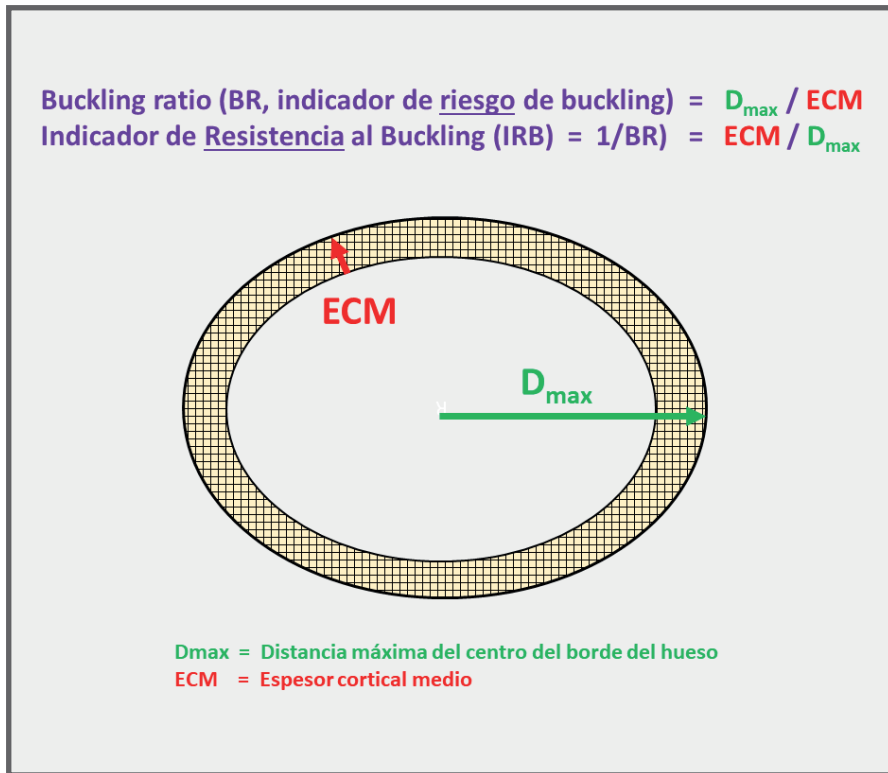 Buckling ratio (BR, indicador de riesgo de buckling) = Dmax / ECM
Indicador de Resistencia al Buckling (IRB) = 1/BR) = ECM / Dmax
ECM
Dmax
Dmax = Distancia máxima del centro del borde del hueso
ECM = Espesor cortical medio